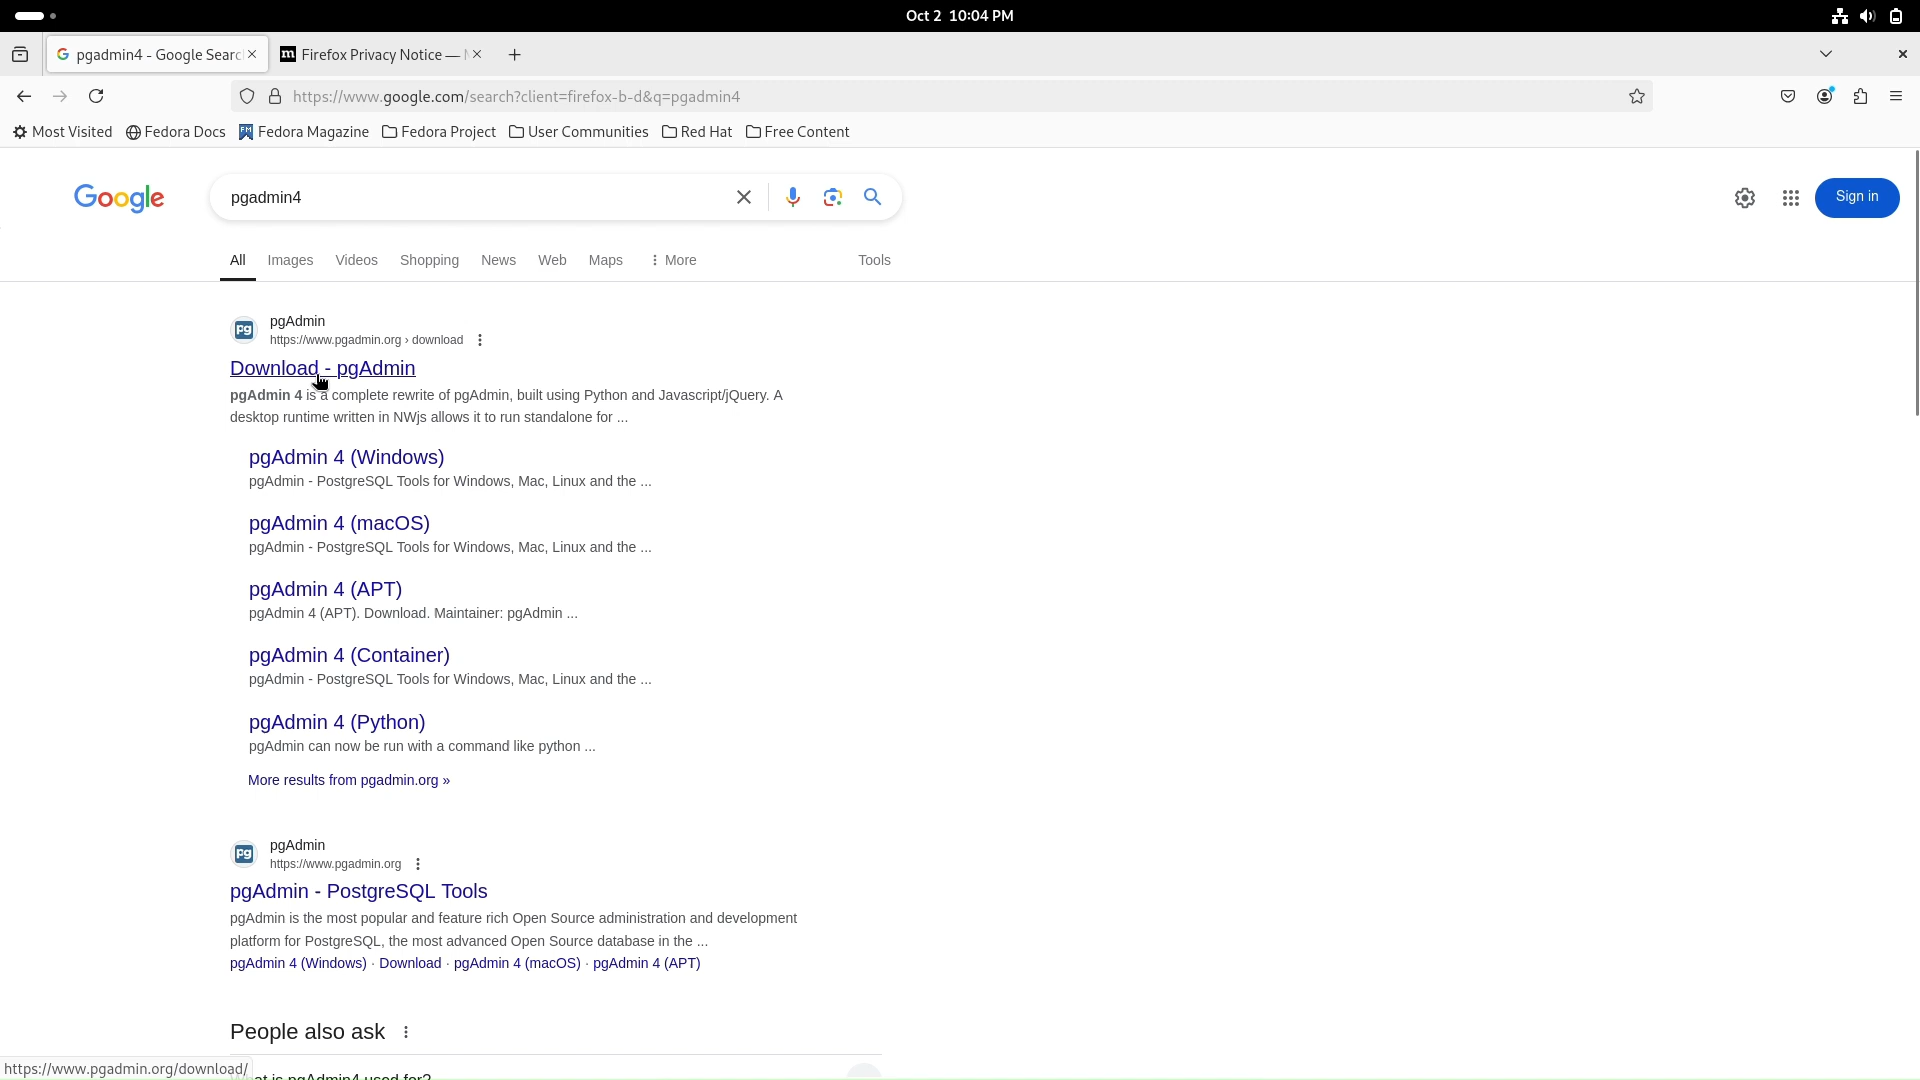 Oct 2 10:04 PM
pgadmin4 - Google Searc
Firefox Privacy Notice —
https://www.google.com/search?client=firefox-b-d&q=pgadmin4
Most Visited Fedora Docs Fedora Magazine Fedora Project User Communities Red Hat Free Content
Google
pgadmin4
Sign in
All Images Videos Shopping News Web Maps More Tools
pgAdmin
https://www.pgadmin.org › download
Download - pgAdmin
pgAdmin 4 is a complete rewrite of pgAdmin, built using Python and Javascript/jQuery. A
desktop runtime written in NWjs allows it to run standalone for ...
pgAdmin 4 (Windows)
pgAdmin - PostgreSQL Tools for Windows, Mac, Linux and the ...
pgAdmin 4 (macOS)
pgAdmin - PostgreSQL Tools for Windows, Mac, Linux and the ...
pgAdmin 4 (APT)
pgAdmin 4 (APT). Download. Maintainer: pgAdmin ...
pgAdmin 4 (Container)
pgAdmin - PostgreSQL Tools for Windows, Mac, Linux and the ...
pgAdmin 4 (Python)
pgAdmin can now be run with a command like python ...
More results from pgadmin.org »
pgAdmin
https://www.pgadmin.org
pgAdmin - PostgreSQL Tools
pgAdmin is the most popular and feature rich Open Source administration and development
platform for PostgreSQL, the most advanced Open Source database in the ...
pgAdmin 4 (Windows) · Download · pgAdmin 4 (macOS) · pgAdmin 4 (APT)
People also ask
https://www.pgadmin.org/download/
is pgAdmin4 used for?